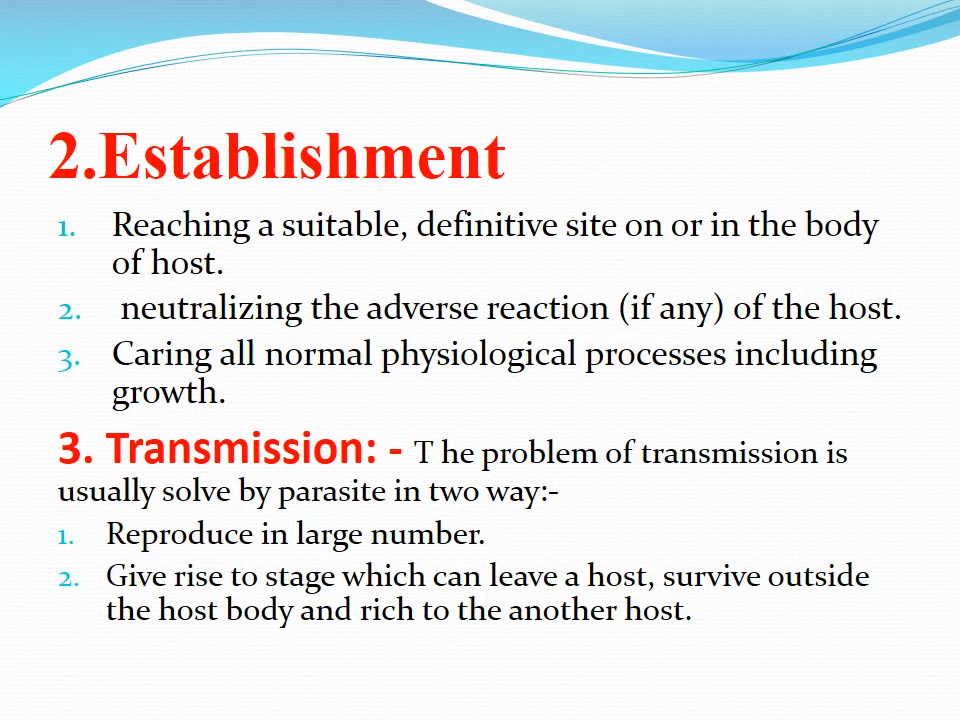 2.Establishment
1. Reaching a suitable, definitive site on or in the body
of host.
2. neutralizing the adverse reaction (if any) of the host.
3. Caring all normal physiological processes including
growth.
3. Transmission: - T he problem of transmission is
usually solve by parasite in two way:-
1. Reproduce in large number.
2. Give rise to stage which can leave a host, survive outside
the host body and rich to the another host.